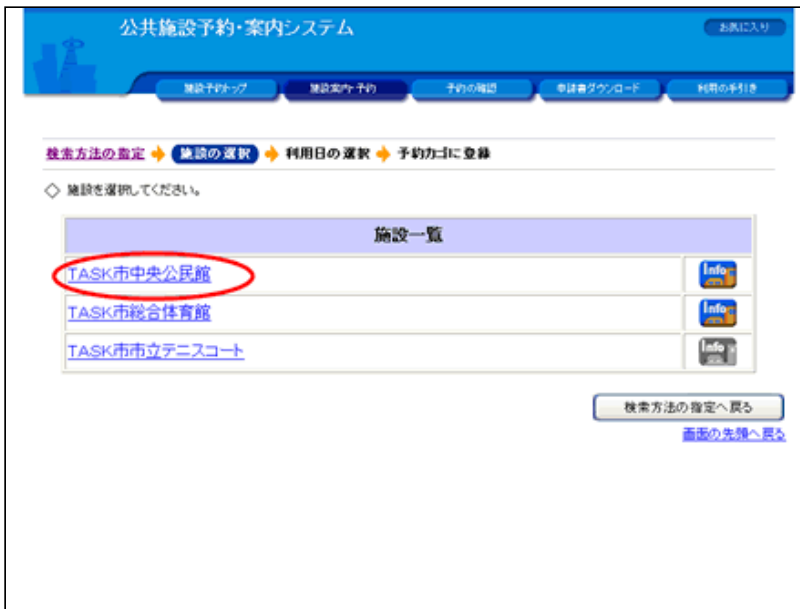 公共施設予約・案内システム
お気に入り
施設予約トップ
施設案内・予約
予約の確認
申請書ダウンロード
利用の手引き
検索方法の指定 施設の選択 利用日の選択 予約カゴに登録
◇ 施設を選択してください。
施設一覧
TASK市中央公民館
Info
TASK市総合体育館
Info
TASK市市立テニスコート
Info
検索方法の指定へ戻る
画面の先頭へ戻る